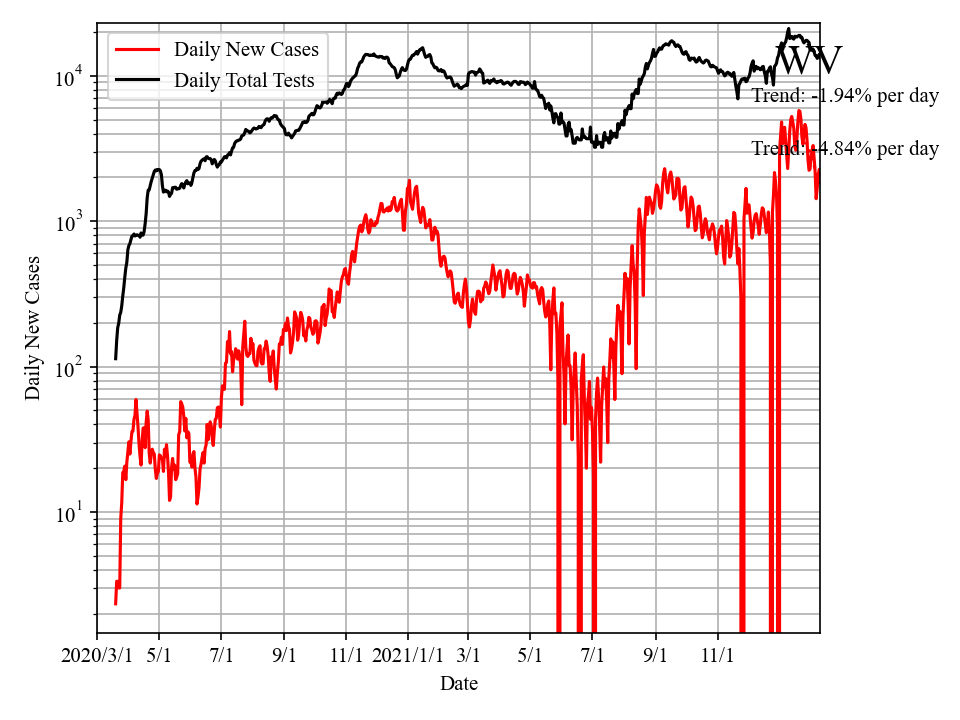 Daily New Cases
Daily Total Tests
WV
Trend: -1.94% per day
Trend: -4.84% per day
10^4
10^3
10^2
10^1
Daily New Cases
2020/3/1 5/1 7/1 9/1 11/1 2021/1/1 3/1 5/1 7/1 9/1 11/1
Date